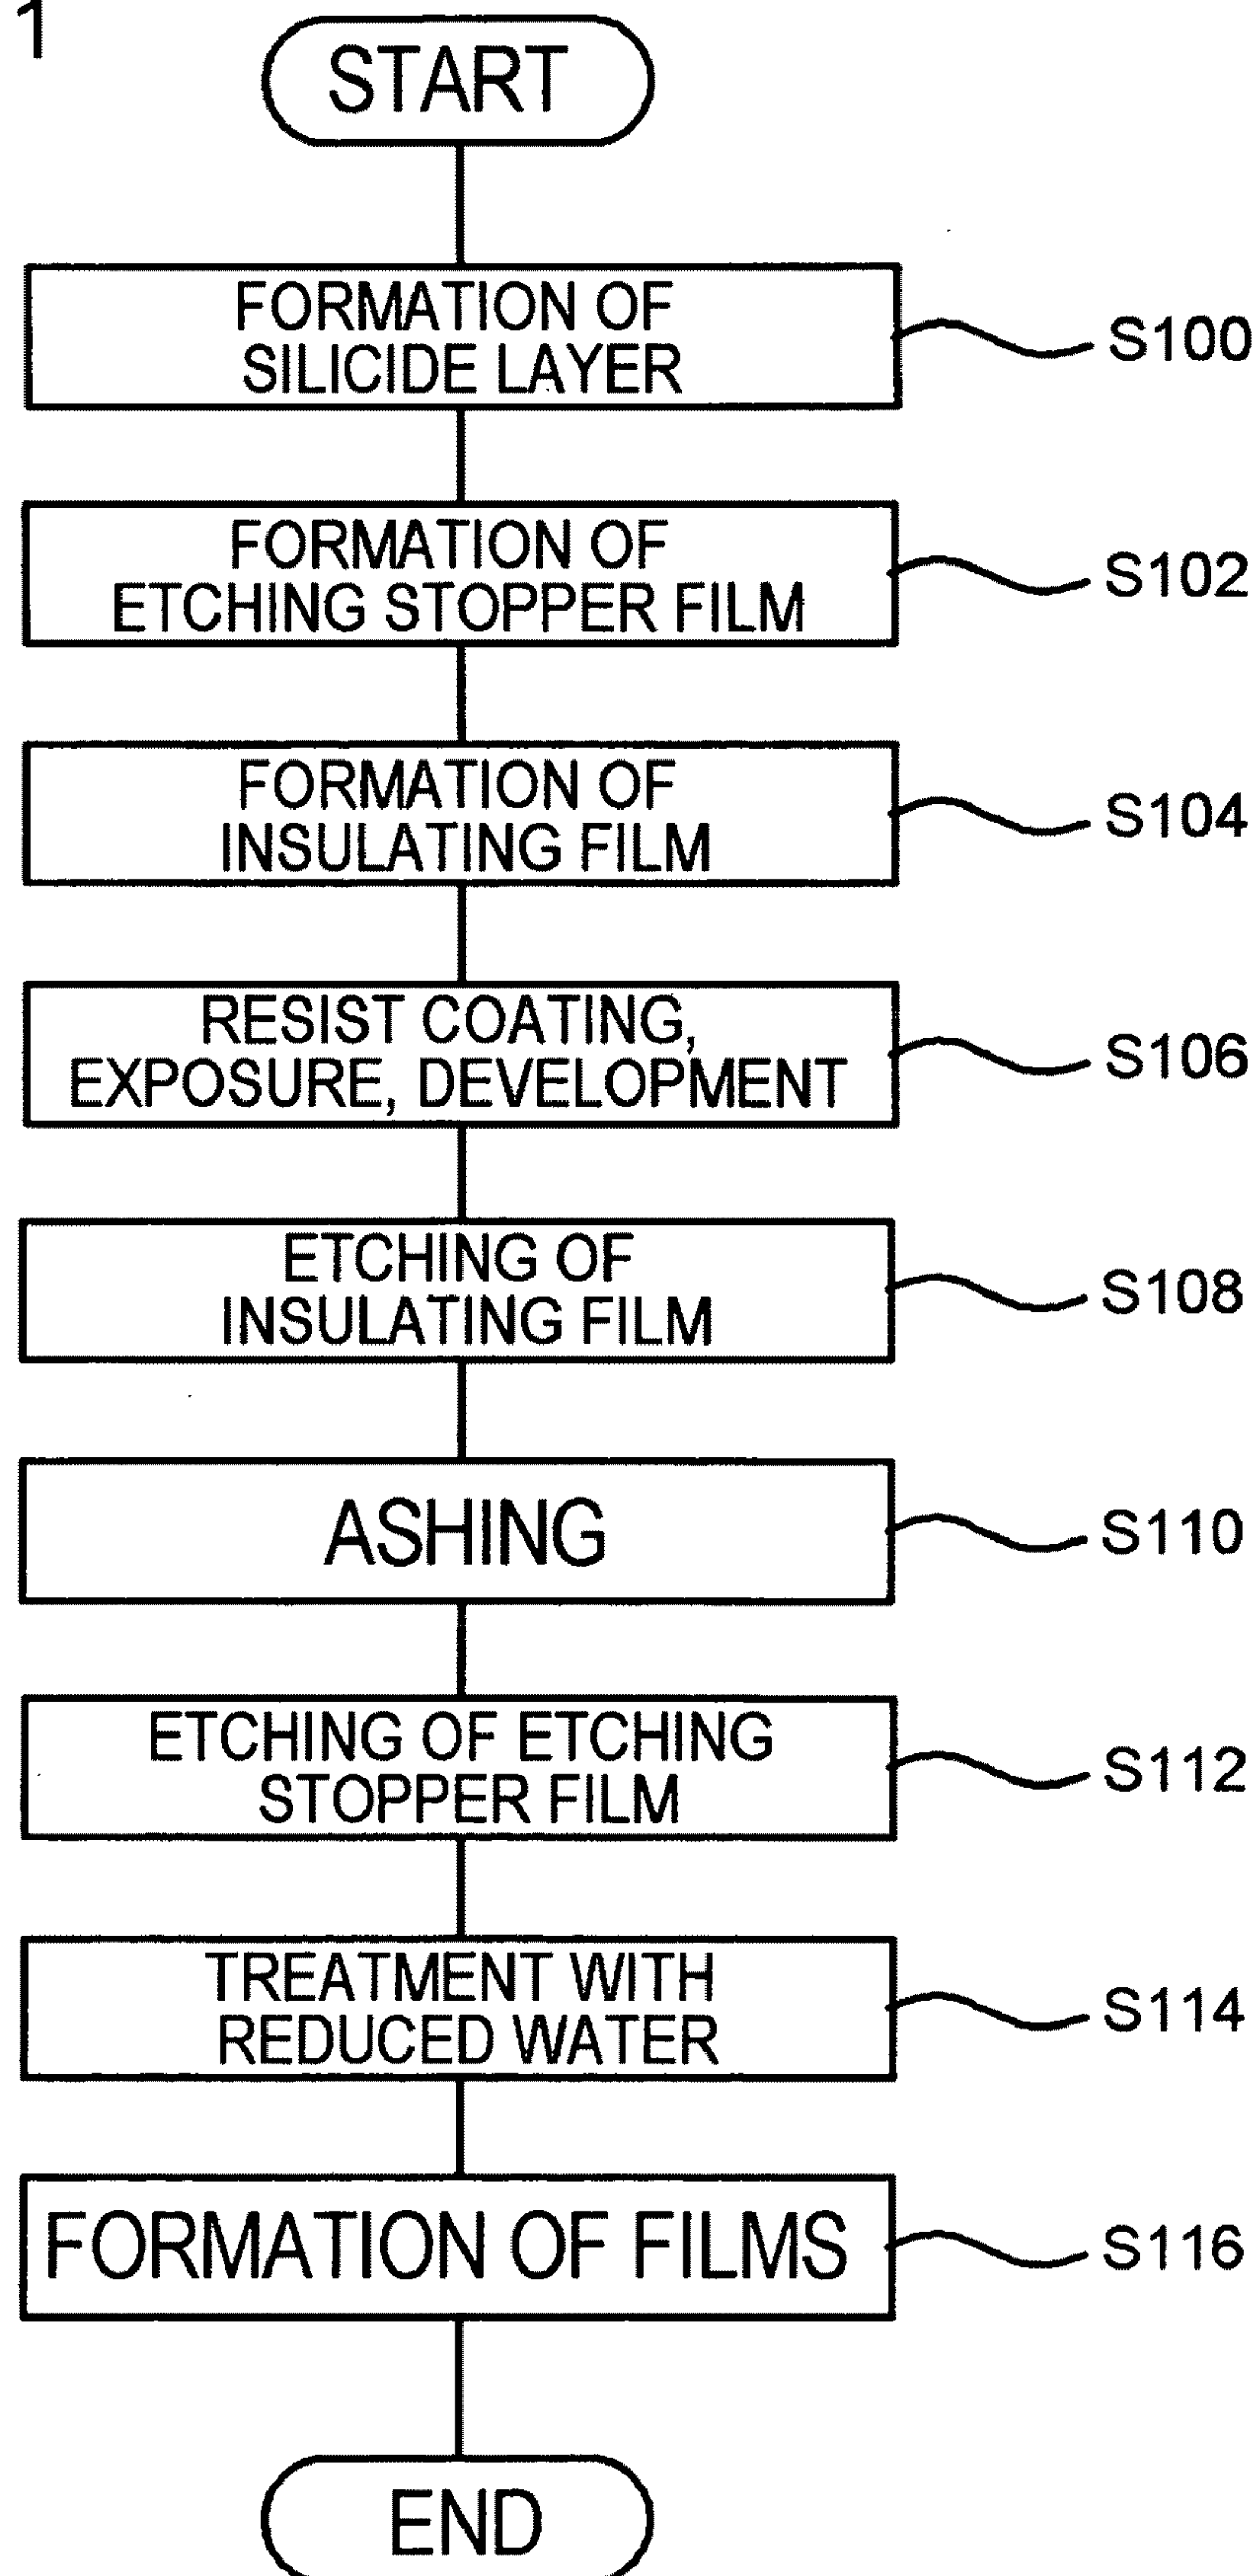 1
START
FORMATION OF
SILICIDE LAYER
S100
FORMATION OF
ETCHING STOPPER FILM
S102
FORMATION OF
INSULATING FILM
S104
RESIST COATING,
EXPOSURE, DEVELOPMENT
S106
ETCHING OF
INSULATING FILM
S108
ASHING
S110
ETCHING OF ETCHING
STOPPER FILM
S112
TREATMENT WITH
REDUCED WATER
S114
FORMATION OF FILMS
S116
END